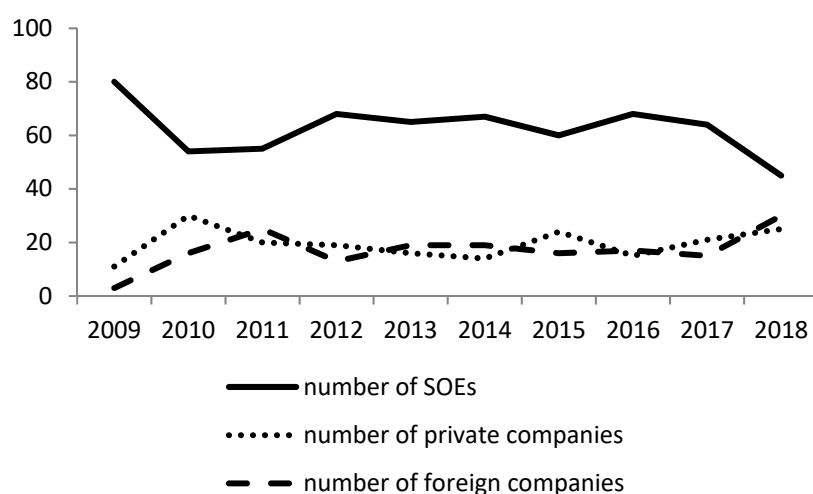 100
80
60
40
20
0
2009 2010 2011 2012 2013 2014 2015 2016 2017 2018
number of SOEs
number of private companies
number of foreign companies